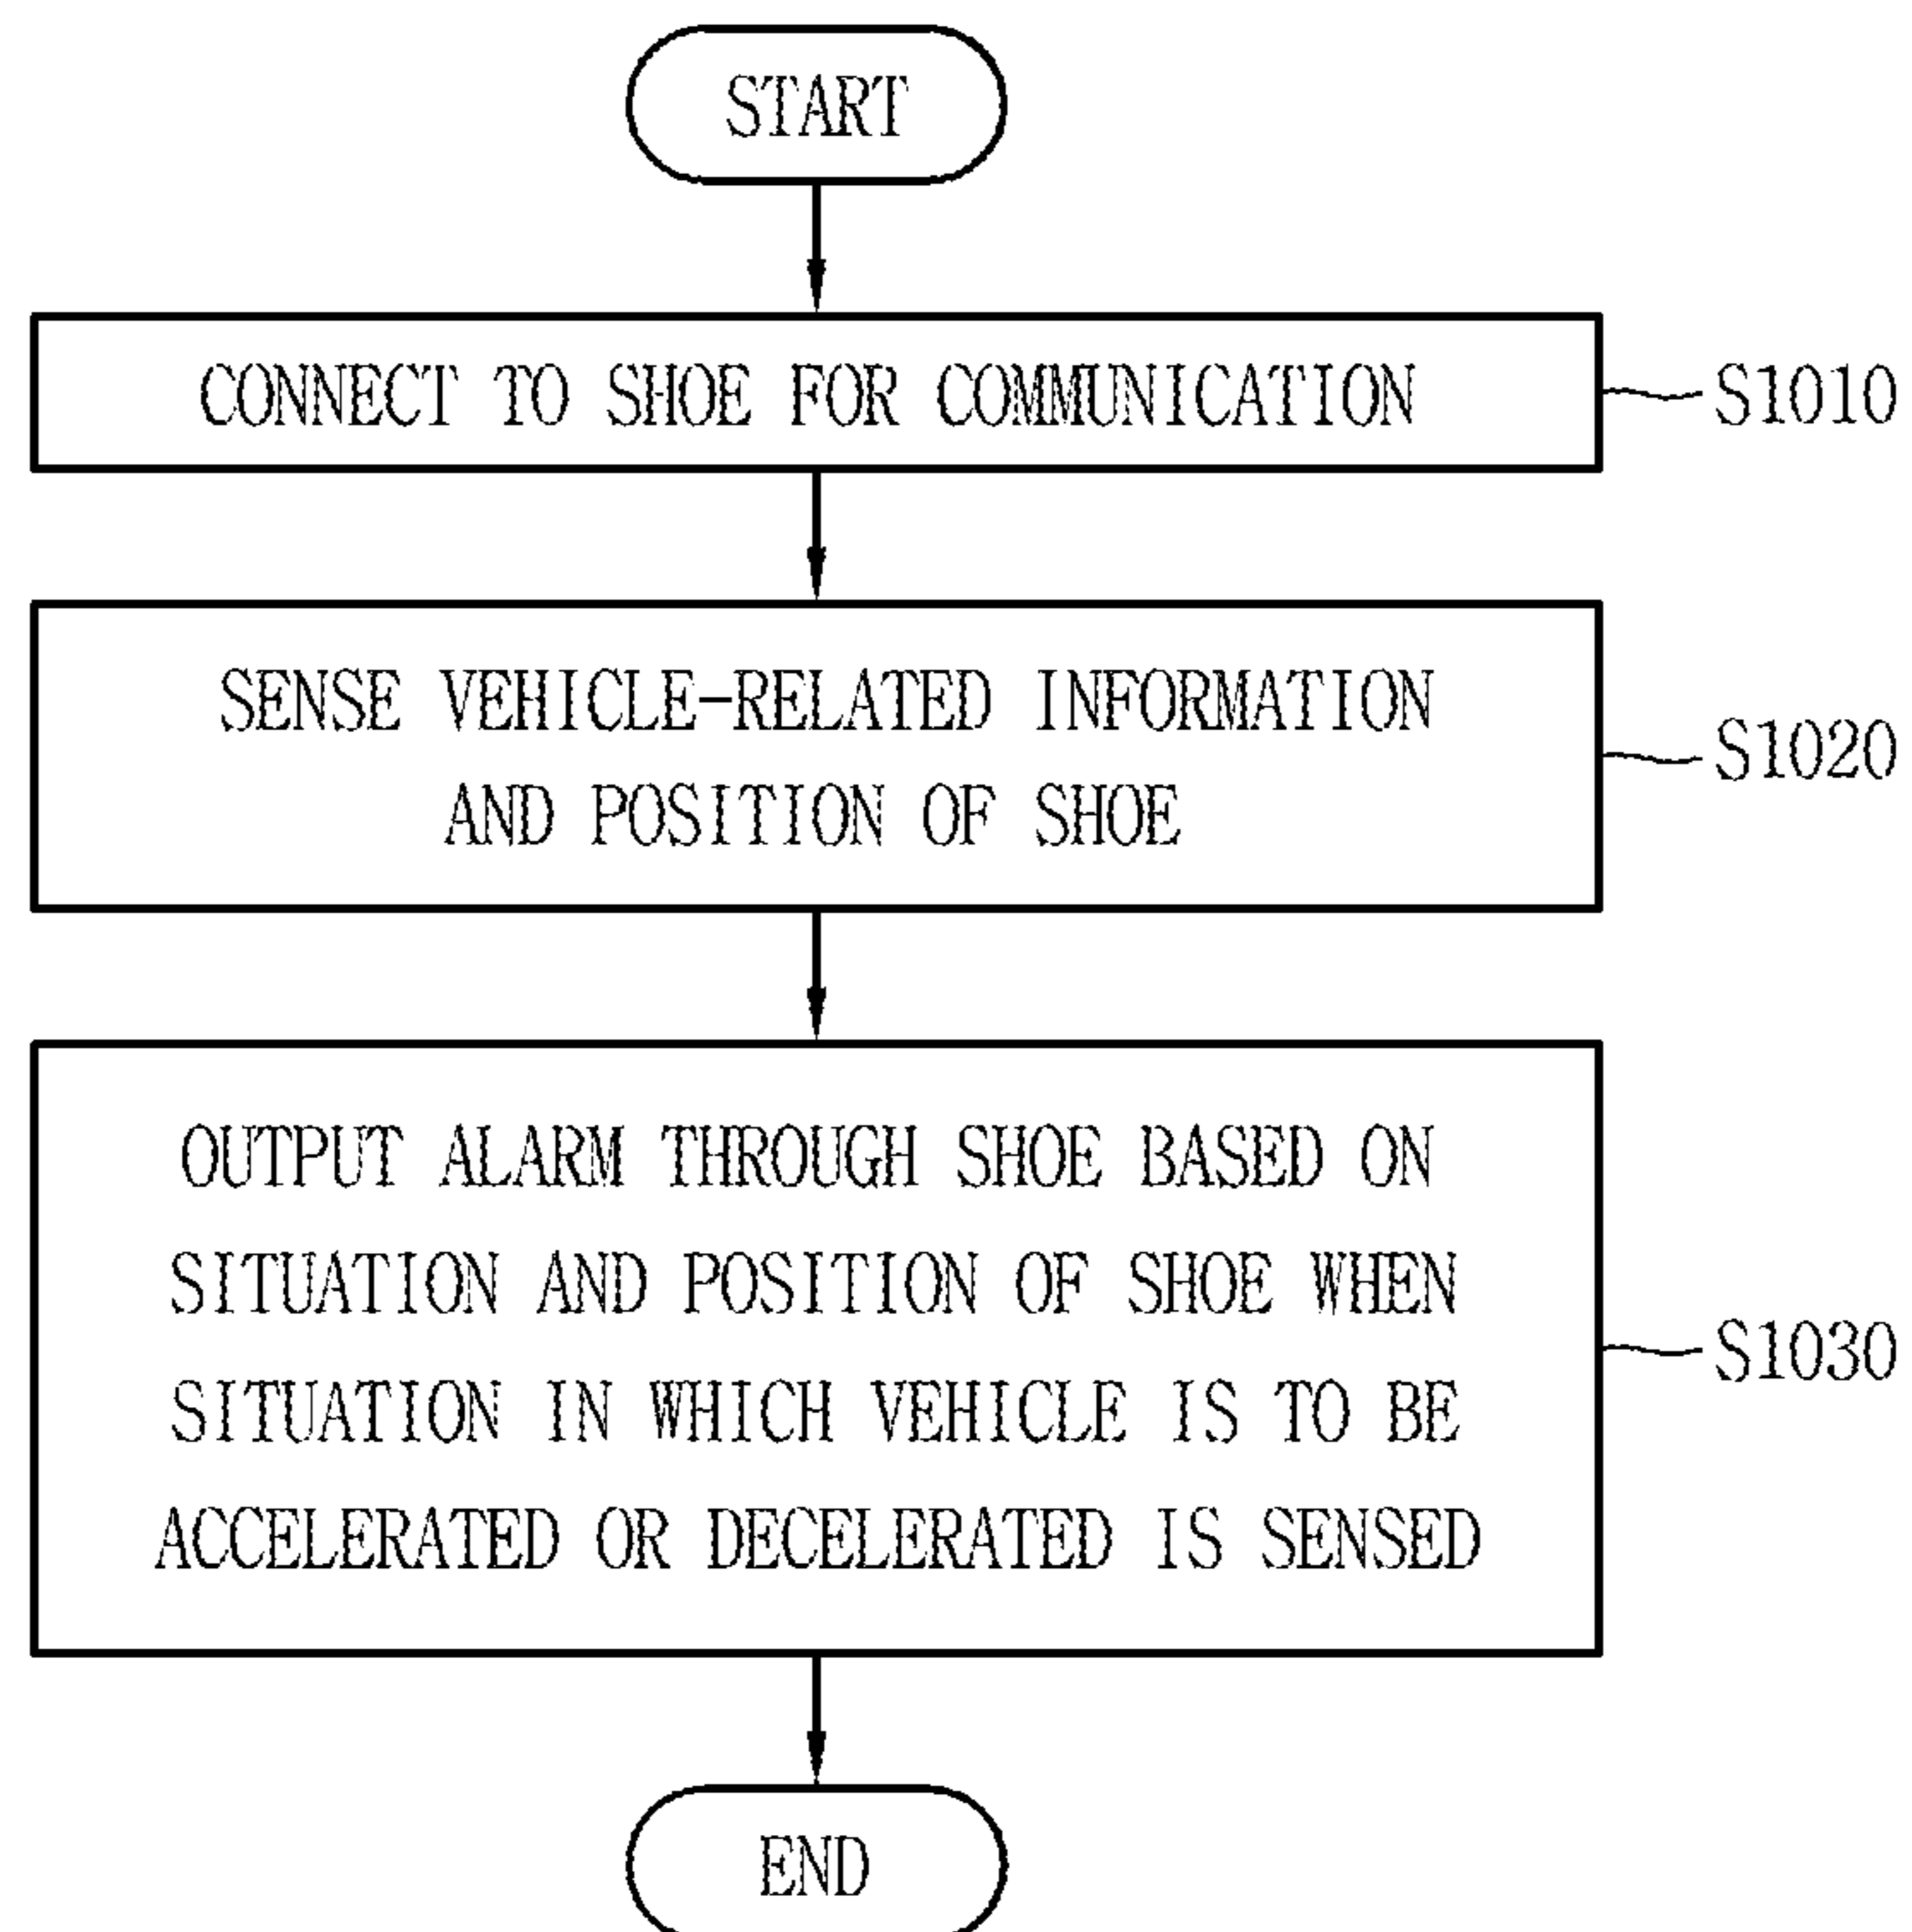 START
CONNECT TO SHOE FOR COMMUNICATION
S1010
SENSE VEHICLE-RELATED INFORMATION
AND POSITION OF SHOE
S1020
OUTPUT ALARM THROUGH SHOE BASED ON
SITUATION AND POSITION OF SHOE WHEN
SITUATION IN WHICH VEHICLE IS TO BE
ACCELERATED OR DECELERATED IS SENSED
S1030
END